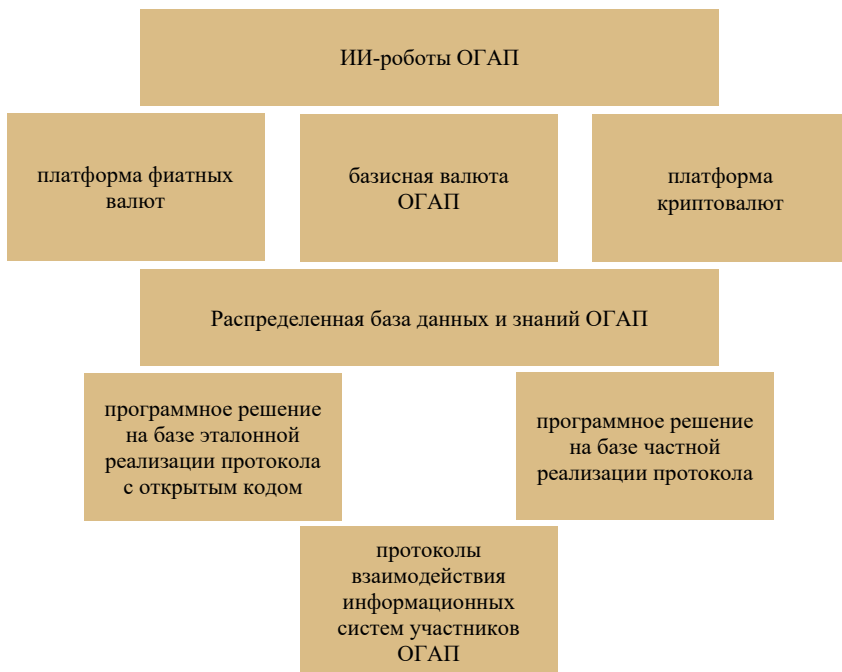 ИИ-роботы ОГАП
платформа фиатных
валют
базисная валюта
ОГАП
платформа
криптовалют
Распределенная база данных и знаний ОГАП
программное решение
на базе эталонной
реализации протокола
с открытым кодом
программное решение
на базе частной
реализации протокола
протоколы
взаимодействия
информационных
систем участников
ОГАП